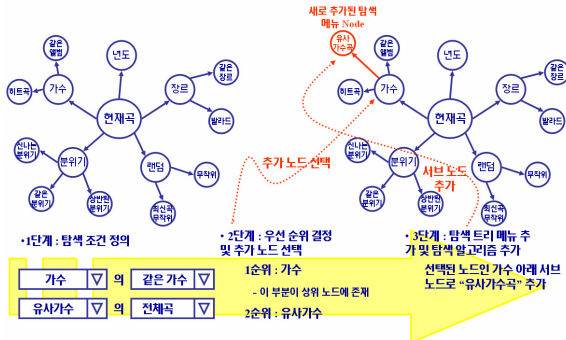 새로 추가된 탐색
메뉴 Node
유사
가수곡
같은
앨범
년도
같은
장르
히트곡
가수
장르
현재곡
발라드
신나는
분위기
분위기
랜덤
무작위
같은
분위기
상반된
분위기
최신곡
무작위
같은
앨범
년도
같은
장르
히트곡
가수
장르
현재곡
발라드
신나는
분위기
분위기
랜덤
무작위
같은
분위기
상반된
분위기
최신곡
무작위
추가 노드 선택
서브 노드
추가
•1단계 : 탐색 조건 정의
• 2단계 : 우선 순위 결정
및 추가 노드 선택
• 3단계 : 탐색 트리 메뉴 추
가 및 탐색 알고리즘 추가
가수 의 같은 가수
유사가수 의 전체곡
1순위 : 가수
- 이 부분이 상위 노드에 존재
2순위 : 유사가수
선택된 노드인 가수 아래 서브
노드로 “유사가수곡” 추가